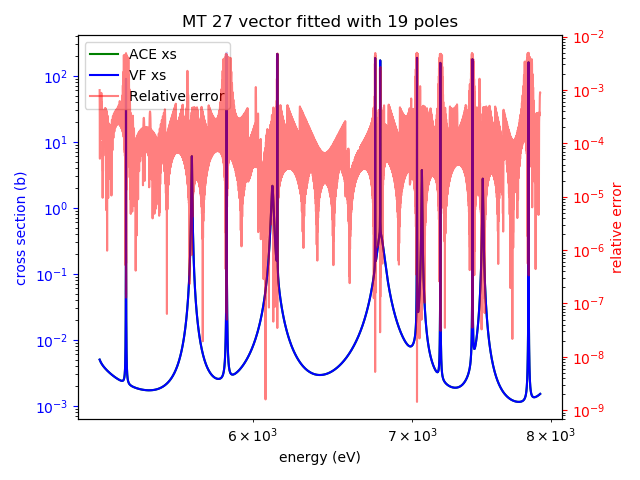 MT 27 vector fitted with 19 poles
ACE xs
VF xs
Relative error
cross section (b)
10²
10¹
10⁰
10⁻¹
10⁻²
10⁻³
10⁻²
10⁻³
10⁻⁴
10⁻⁵
10⁻⁶
10⁻⁷
10⁻⁸
10⁻⁹
relative error
6 × 10³ 7 × 10³ 8 × 10³
energy (eV)